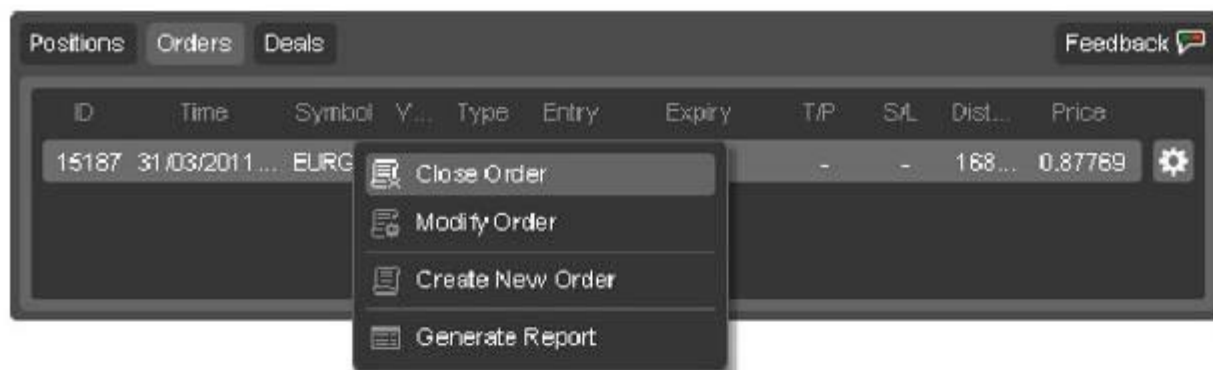 Positions Orders Deals Feedback
ID Time Symbol Y... Type Entry Expiry T/P S/L Dist... Price
15187 31/03/2011... EURG - - 168... 0.87769
Close Order
Modify Order
Create New Order
Generate Report